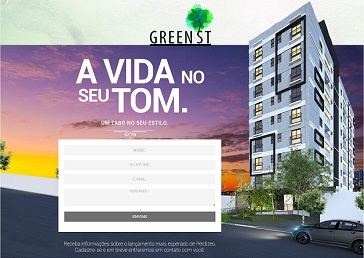 GREEN ST
A VIDA NO
SEU TOM.
UM ZABO NO SEU ESTILO.
NOME:
TELEFONE:
E-MAIL:
MENSAGEM:
ENVIAR
Receba informações sobre o lançamento mais esperado de Perdizes.
Cadastre-se e em breve entraremos em contato com você.